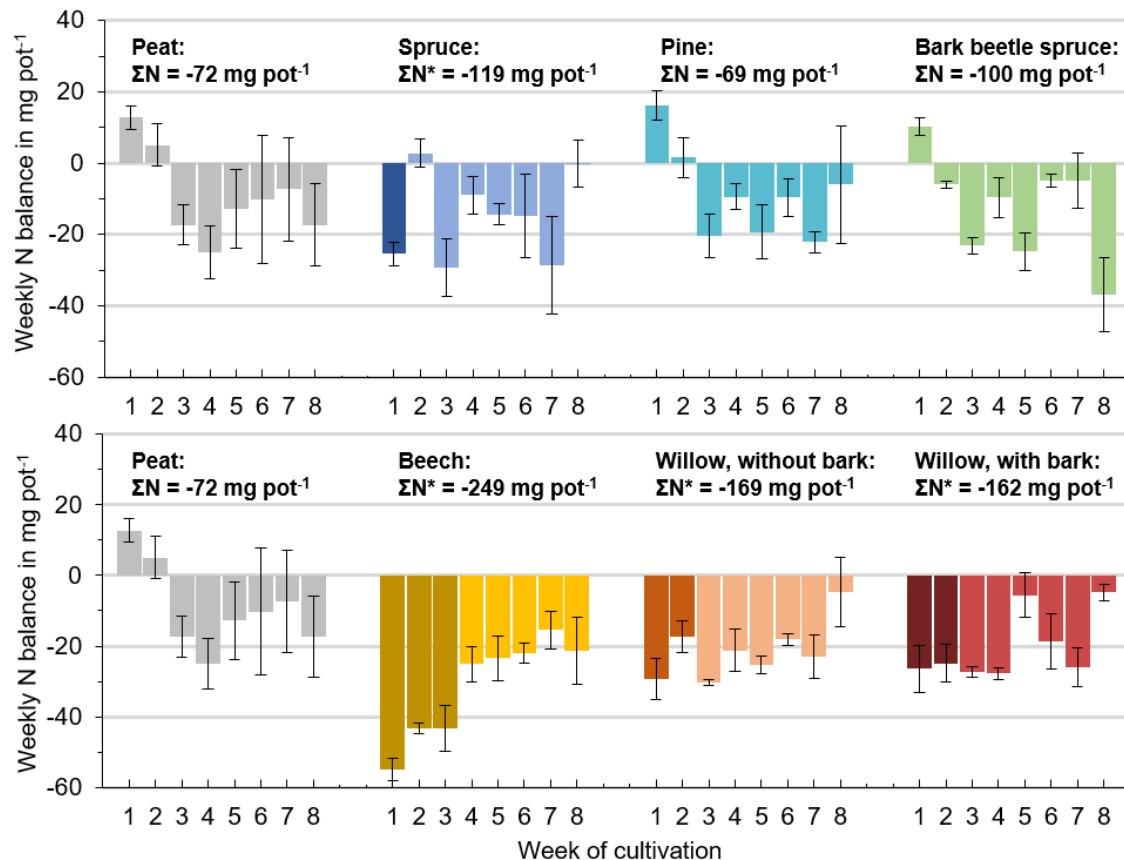 Weekly N balance in mg pot⁻¹
40
20
0
-20
-40
-60
Peat:
ΣN = -72 mg pot⁻¹
Spruce:
ΣN* = -119 mg pot⁻¹
Pine:
ΣN = -69 mg pot⁻¹
Bark beetle spruce:
ΣN = -100 mg pot⁻¹
1 2 3 4 5 6 7 8 1 2 3 4 5 6 7 8 1 2 3 4 5 6 7 8 1 2 3 4 5 6 7 8
Weekly N balance in mg pot⁻¹
40
20
0
-20
-40
-60
Peat:
ΣN = -72 mg pot⁻¹
Beech:
ΣN* = -249 mg pot⁻¹
Willow, without bark:
ΣN* = -169 mg pot⁻¹
Willow, with bark:
ΣN* = -162 mg pot⁻¹
1 2 3 4 5 6 7 8 1 2 3 4 5 6 7 8 1 2 3 4 5 6 7 8 1 2 3 4 5 6 7 8
Week of cultivation